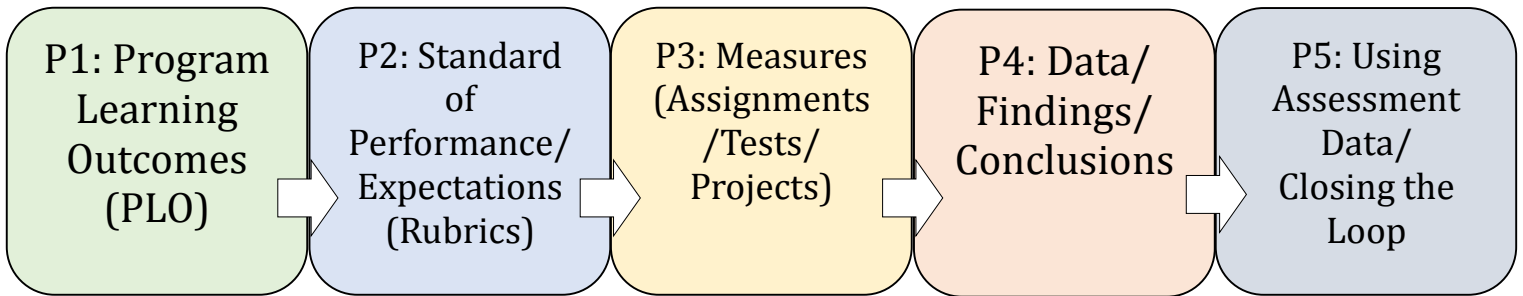 P1: Program
Learning
Outcomes
(PLO)
P2: Standard
of
Performance/
Expectations
(Rubrics)
P3: Measures
(Assignments
/Tests/
Projects)
P4: Data/
Findings/
Conclusions
P5: Using
Assessment
Data/
Closing the
Loop